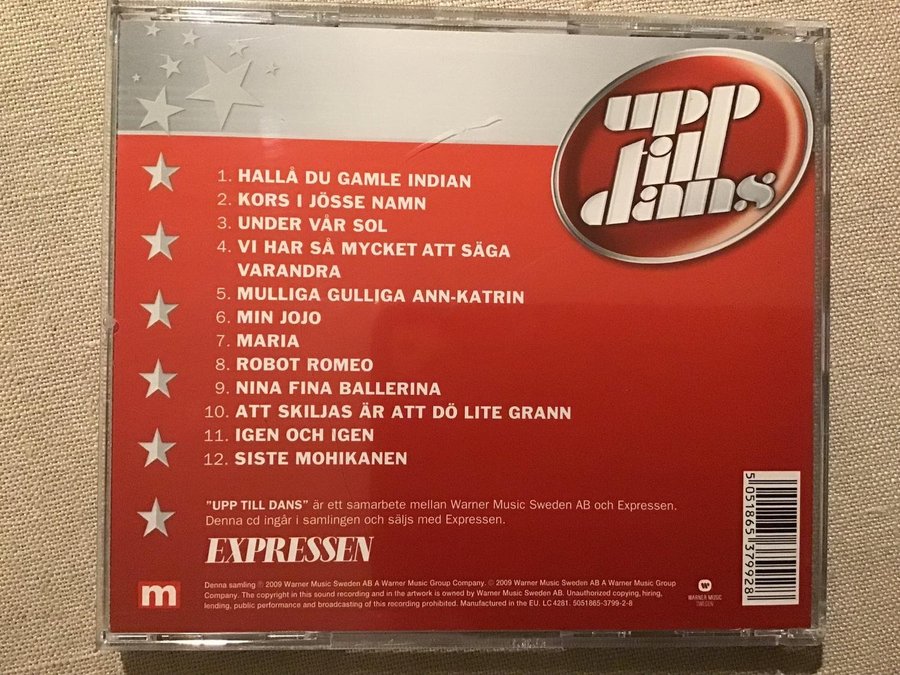 upp
till
dans
1. HALLÅ DU GAMLE INDIAN
2. KORS I JÖSSE NAMN
3. UNDER VÅR SOL
4. VI HAR SÅ MYCKET ATT SÄGA
VARANDRA
5. MULLIGA GULLIGA ANN-KATRIN
6. MIN JOJO
7. MARIA
8. ROBOT ROMEO
9. NINA FINA BALLERINA
10. ATT SKILJAS ÄR ATT DÖ LITE GRANN
11. IGEN OCH IGEN
12. SISTE MOHIKANEN
"UPP TILL DANS" är ett samarbete mellan Warner Music Sweden AB och Expressen.
Denna cd ingår i samlingen och säljs med Expressen.
EXPRESSEN
m
Denna samling ℗ 2009 Warner Music Sweden AB A Warner Music Group Company. © 2009 Warner Music Sweden AB A Warner Music Group
Company. The copyright in this sound recording and in the artwork is owned by Warner Music Sweden AB. Unauthorized copying, hiring,
lending, public performance and broadcasting of this recording prohibited. Manufactured in the EU. LC 4281. 5051865-3799-2-8
WARNER MUSIC
SWEDEN
5 051865 379928